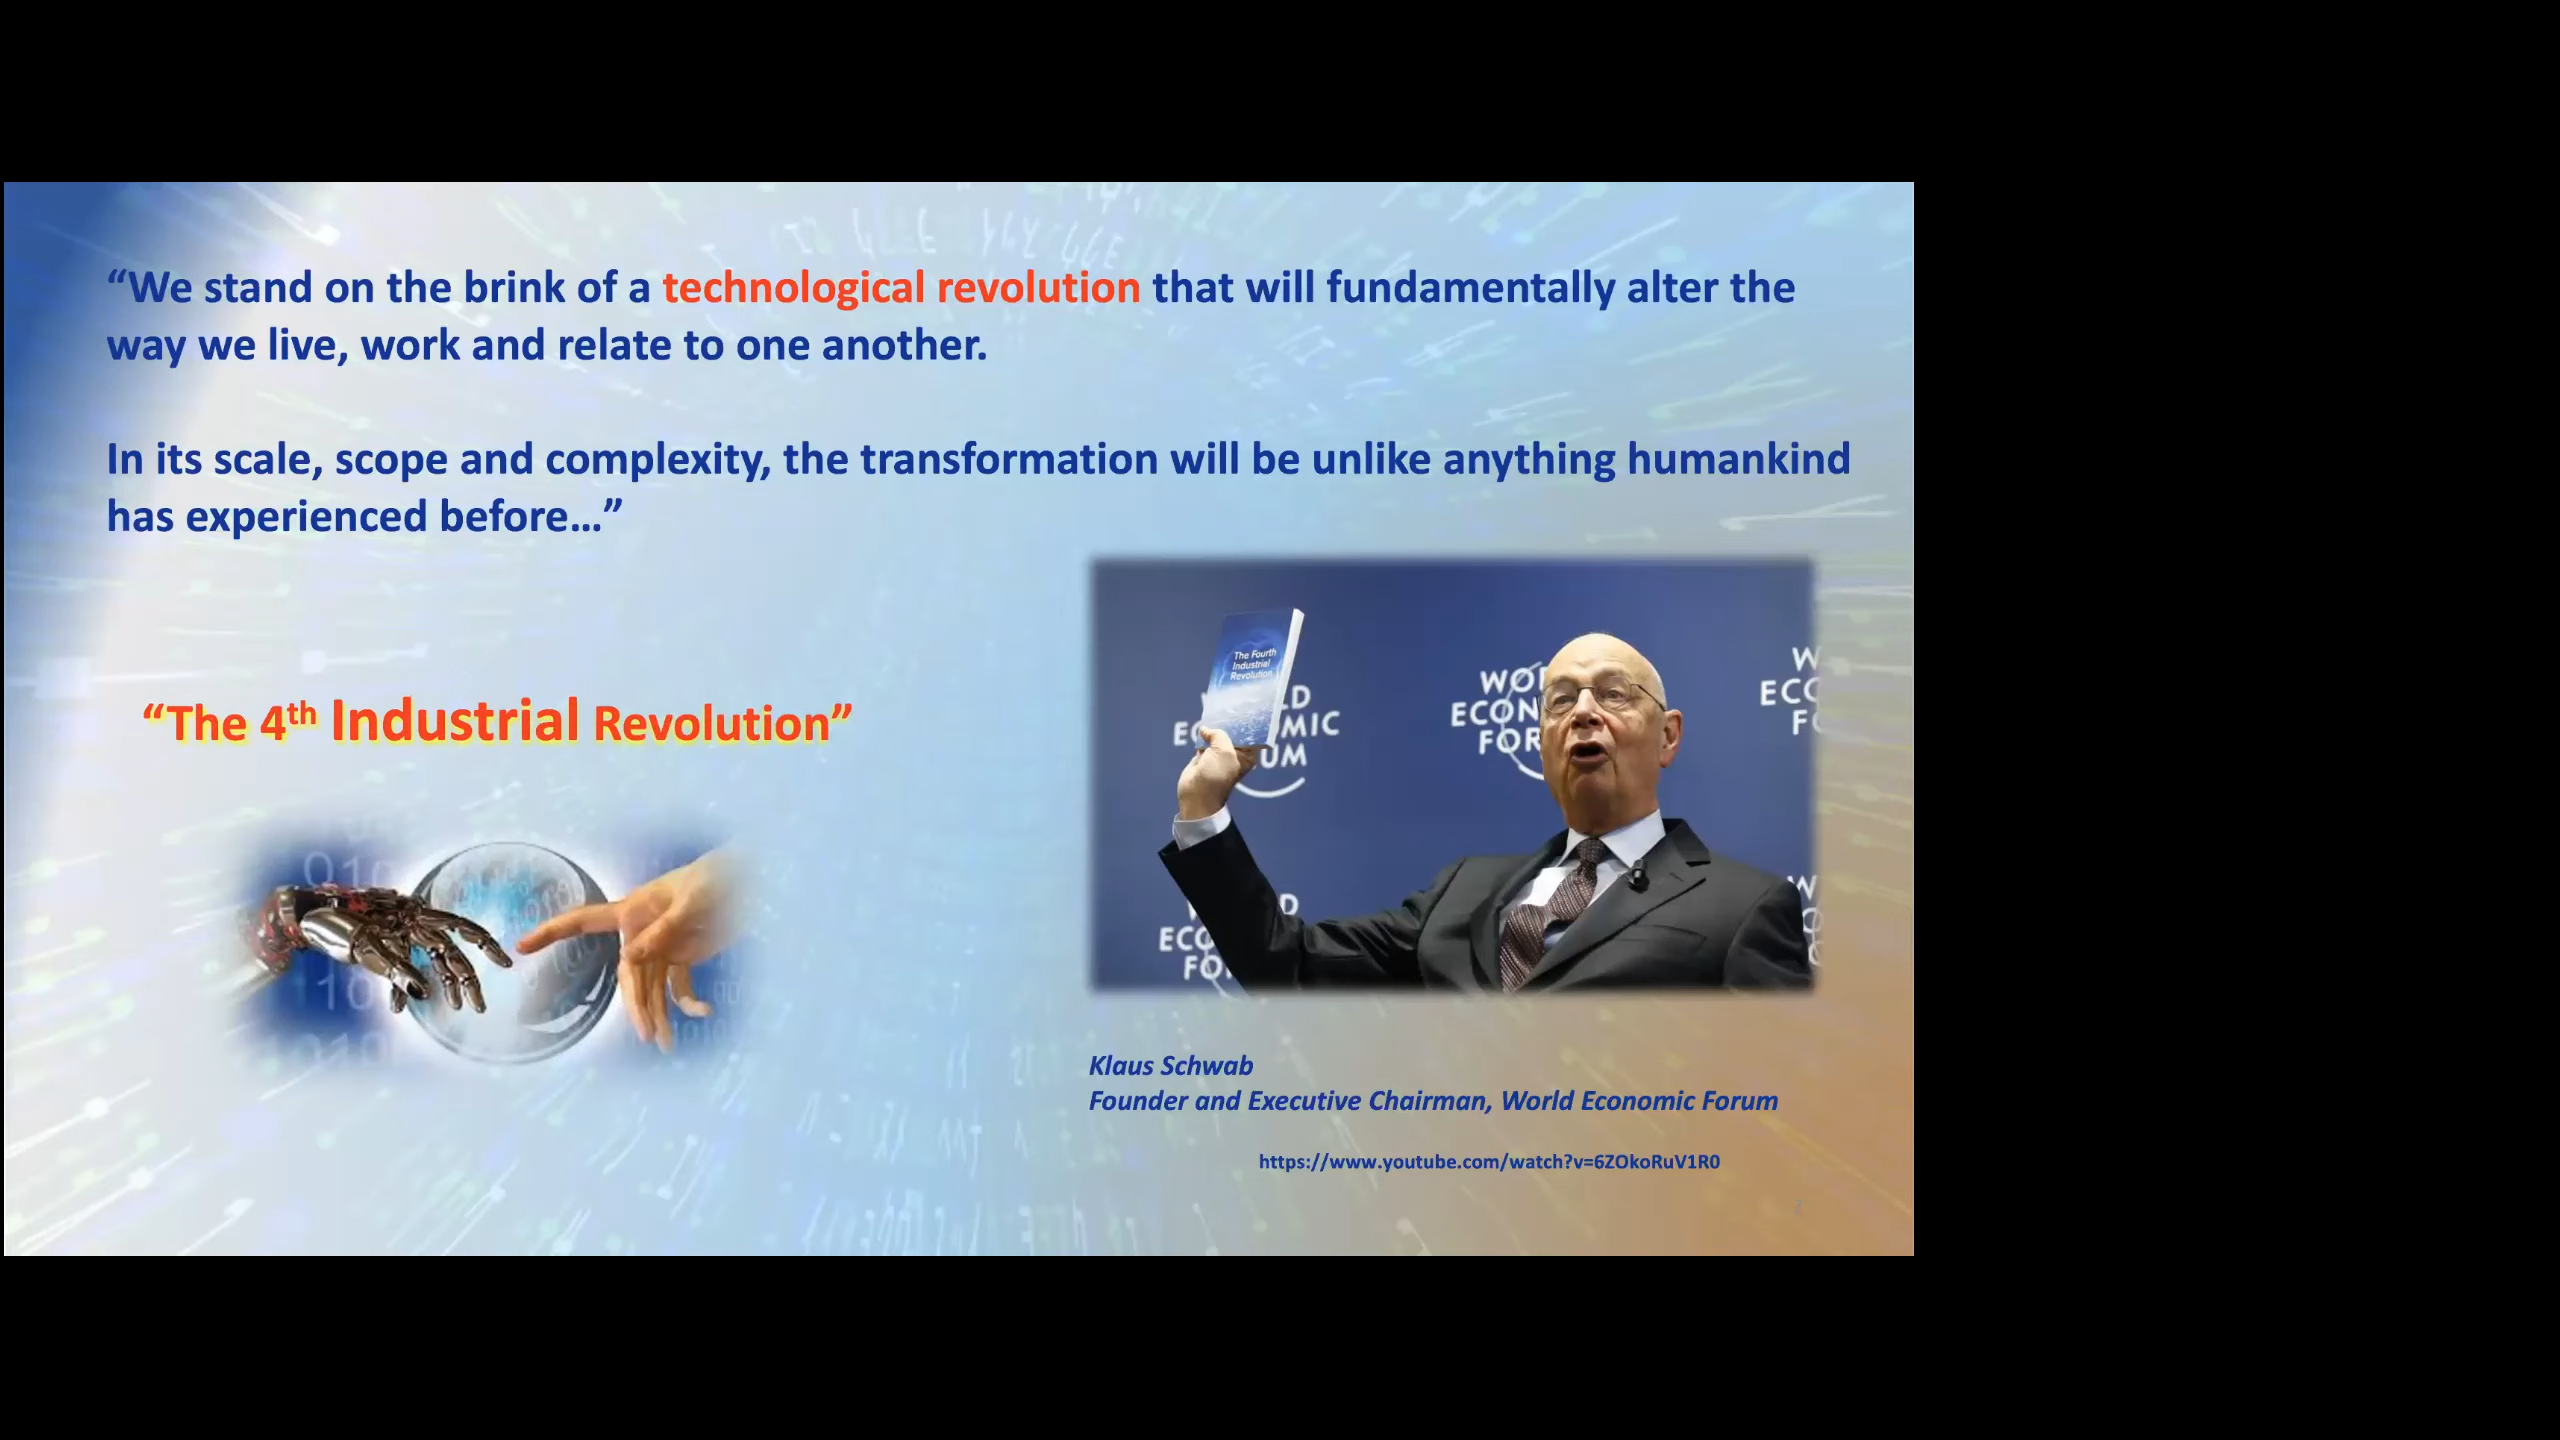 “We stand on the brink of a technological revolution that will fundamentally alter the
way we live, work and relate to one another.
In its scale, scope and complexity, the transformation will be unlike anything humankind
has experienced before…”
“The 4th Industrial Revolution”
The Fourth
Industrial
Revolution
WORLD
ECONOMIC
FORUM
Klaus Schwab
Founder and Executive Chairman, World Economic Forum
https://www.youtube.com/watch?v=6ZOkoRuV1R0